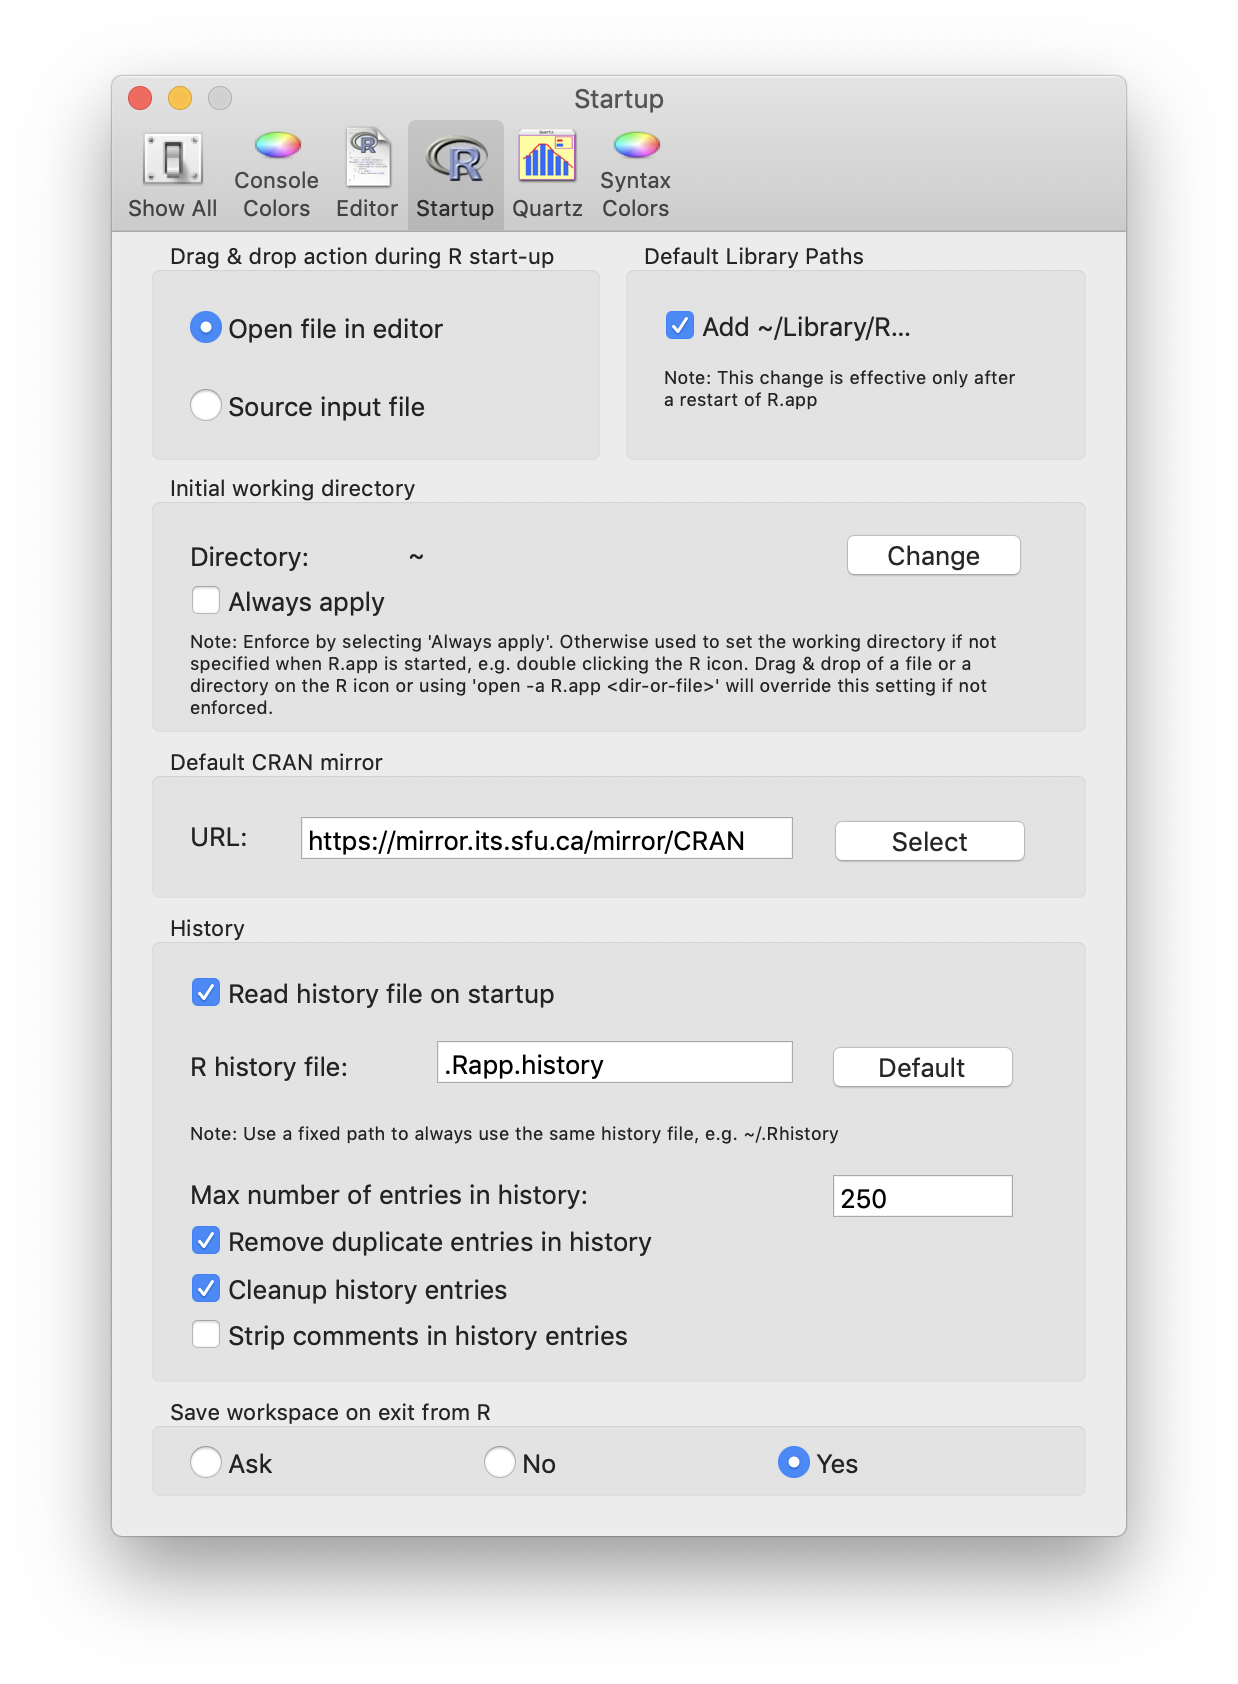 Startup
Show All
Console Colors
Editor
Startup
Quartz
Syntax Colors
Drag & drop action during R start-up
Open file in editor
Source input file
Default Library Paths
Add ~/Library/R...
Note: This change is effective only after
a restart of R.app
Initial working directory
Directory: ~
Change
Always apply
Note: Enforce by selecting 'Always apply'. Otherwise used to set the working directory if not
specified when R.app is started, e.g. double clicking the R icon. Drag & drop of a file or a
directory on the R icon or using 'open -a R.app <dir-or-file>' will override this setting if not
enforced.
Default CRAN mirror
URL: https://mirror.its.sfu.ca/mirror/CRAN Select
History
Read history file on startup
R history file: .Rapp.history Default
Note: Use a fixed path to always use the same history file, e.g. ~/.Rhistory
Max number of entries in history: 250
Remove duplicate entries in history
Cleanup history entries
Strip comments in history entries
Save workspace on exit from R
Ask No Yes